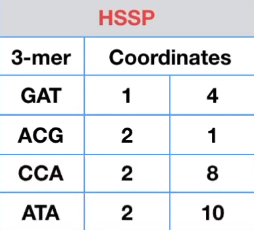 HSSP
3-mer Coordinates
GAT 1 4
ACG 2 1
CCA 2 8
ATA 2 10